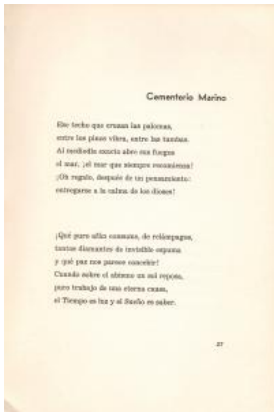 Cementerio Marino
Ese techo que cruzan las palomas,
entre los pinos vibra, entre las tumbas.
Al mediodía exacto abre sus fuegos
el mar, ¡el mar que siempre recomienza!
¡Oh regalo, después de un pensamiento:
entregarse a la calma de los dioses!
¡Qué puro afán consume, de relámpagos,
tantos diamantes de invisible espuma
y qué paz nos parece concebir!
Cuando sobre el abismo un sol reposa,
puro trabajo de una eterna causa,
el Tiempo es luz y el Sueño es saber.
27